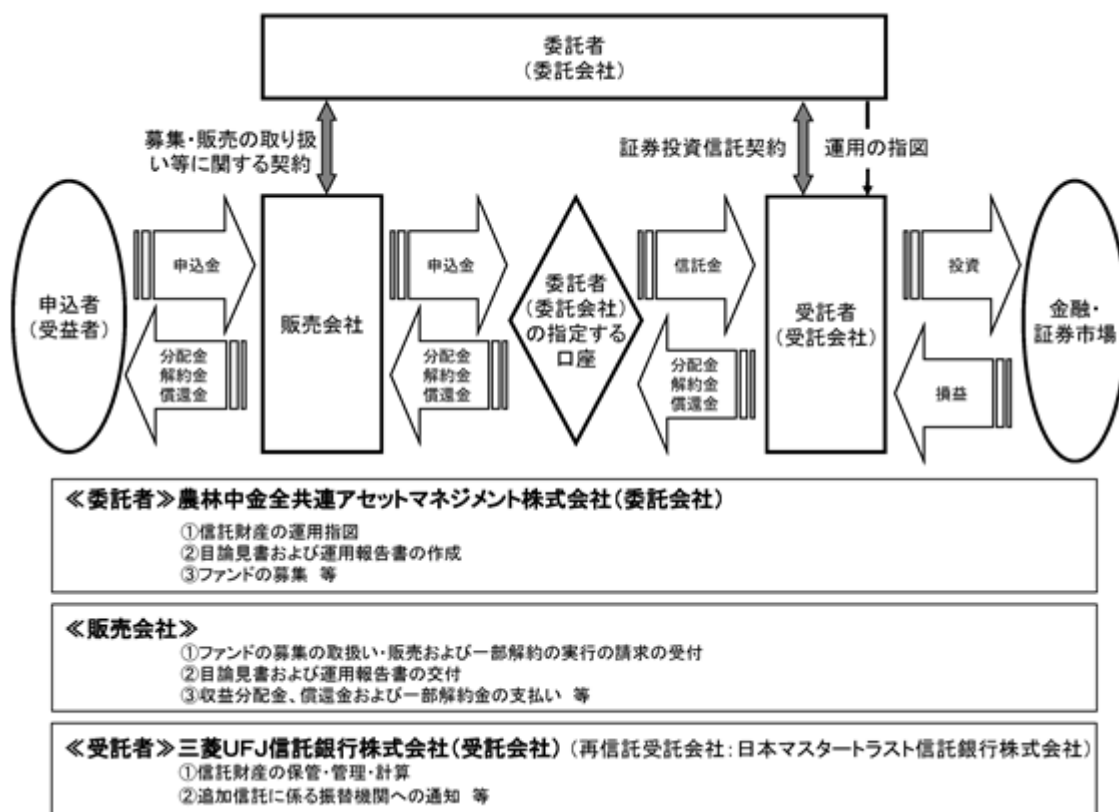 委託者
(委託会社)
募集・販売の取り扱
い等に関する契約
証券投資信託契約
運用の指図
申込者
(受益者)
申込金
分配金
解約金
償還金
販売会社
申込金
分配金
解約金
償還金
委託者
(委託会社)
の指定する
口座
信託金
分配金
解約金
償還金
受託者
(受託会社)
投資
損益
金融・
証券市場
≪委託者≫農林中金全共連アセットマネジメント株式会社(委託会社)
①信託財産の運用指図
②目論見書および運用報告書の作成
③ファンドの募集 等
≪販売会社≫
①ファンドの募集の取扱い・販売および一部解約の実行の請求の受付
②目論見書および運用報告書の交付
③収益分配金、償還金および一部解約金の支払い 等
≪受託者≫三菱UFJ信託銀行株式会社(受託会社) (再信託受託会社:日本マスタートラスト信託銀行株式会社)
①信託財産の保管・管理・計算
②追加信託に係る振替機関への通知 等